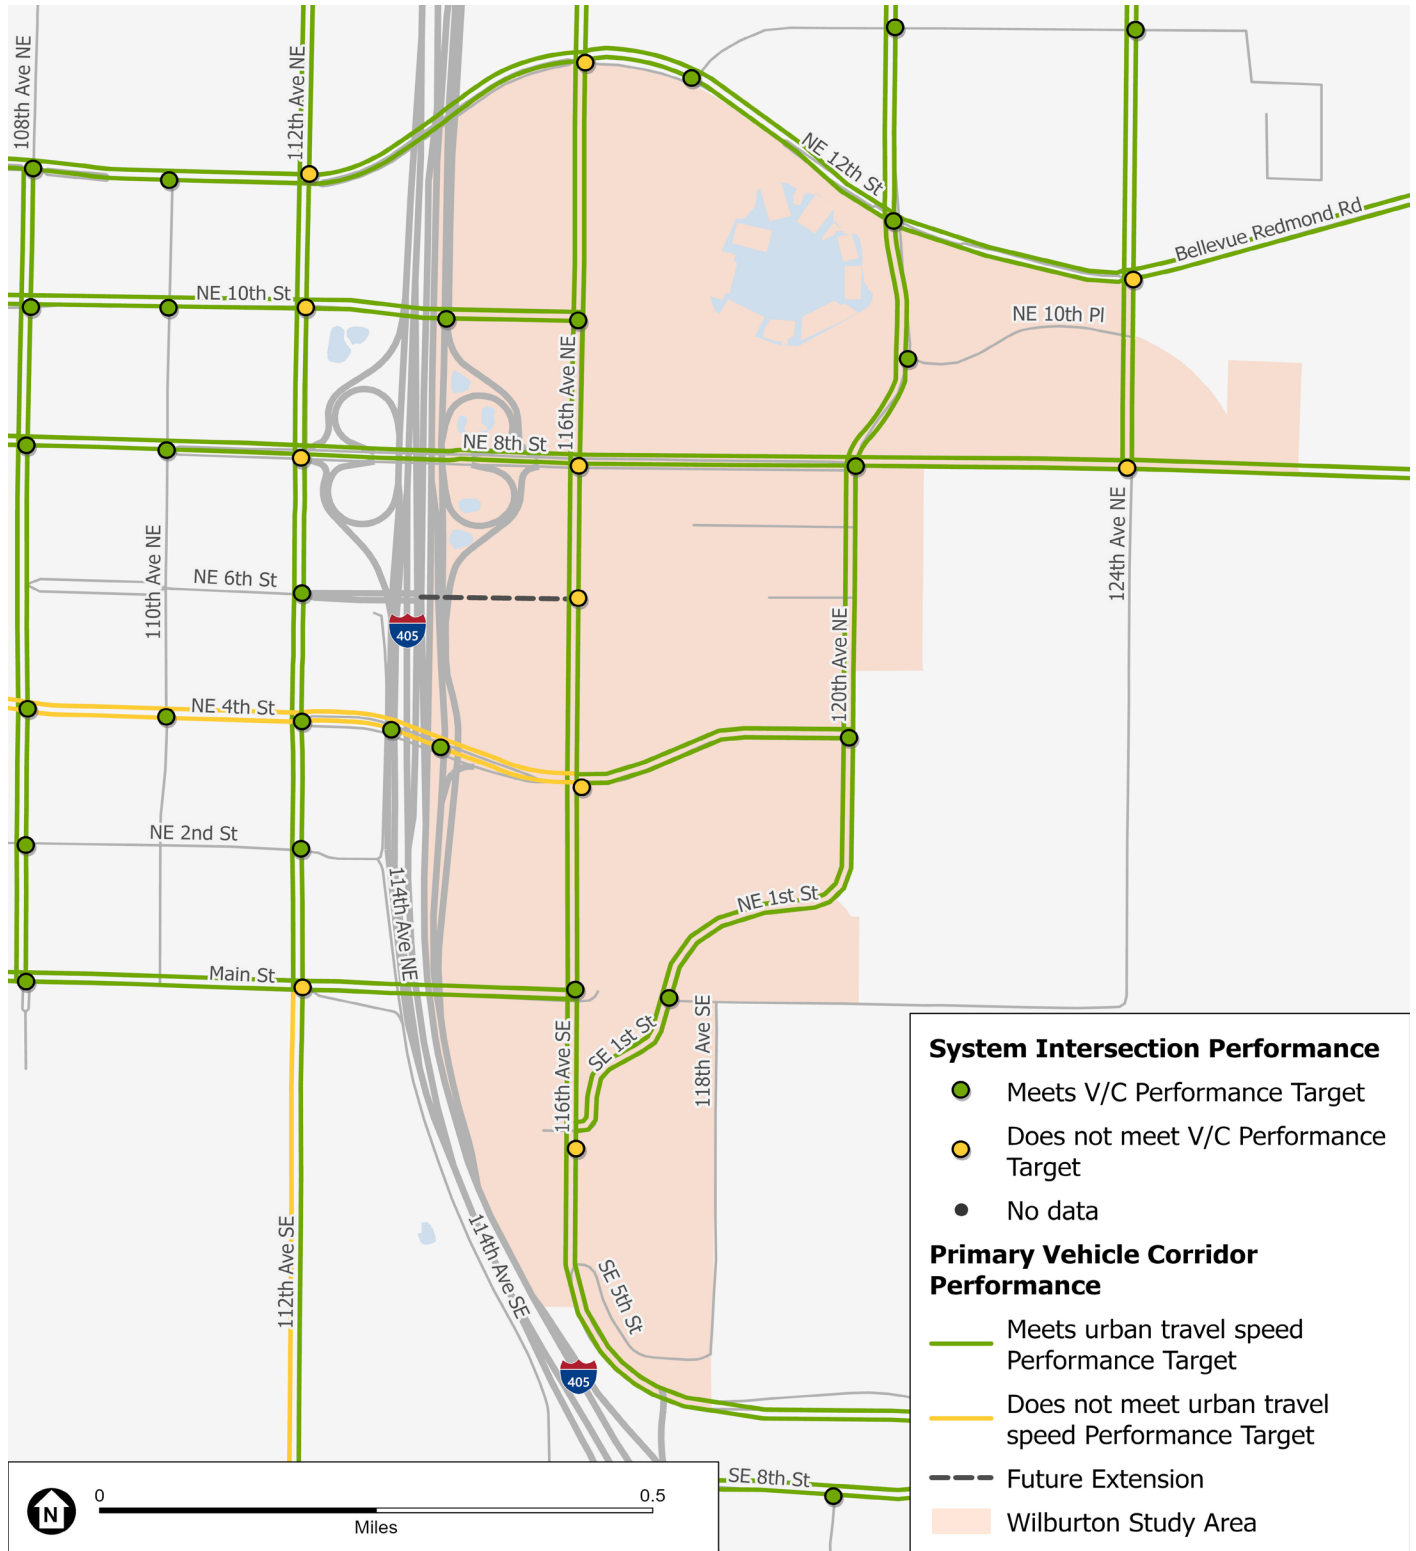 108th Ave NE
112th Ave NE
NE 12th St
Bellevue Redmond Rd
NE 10th St
NE 10th Pl
116th Ave NE
NE 8th St
110th Ave NE
124th Ave NE
NE 6th St
405
120th Ave NE
NE 4th St
NE 2nd St
114th Ave NE
NE 1st St
Main St
116th Ave SE
SE 1st St
118th Ave SE
112th Ave SE
114th Ave SE
SE 5th St
405
SE 8th St
System Intersection Performance
Meets V/C Performance Target
Does not meet V/C Performance
Target
No data
Primary Vehicle Corridor
Performance
Meets urban travel speed
Performance Target
Does not meet urban travel
speed Performance Target
Future Extension
Wilburton Study Area
N
0
0.5
Miles